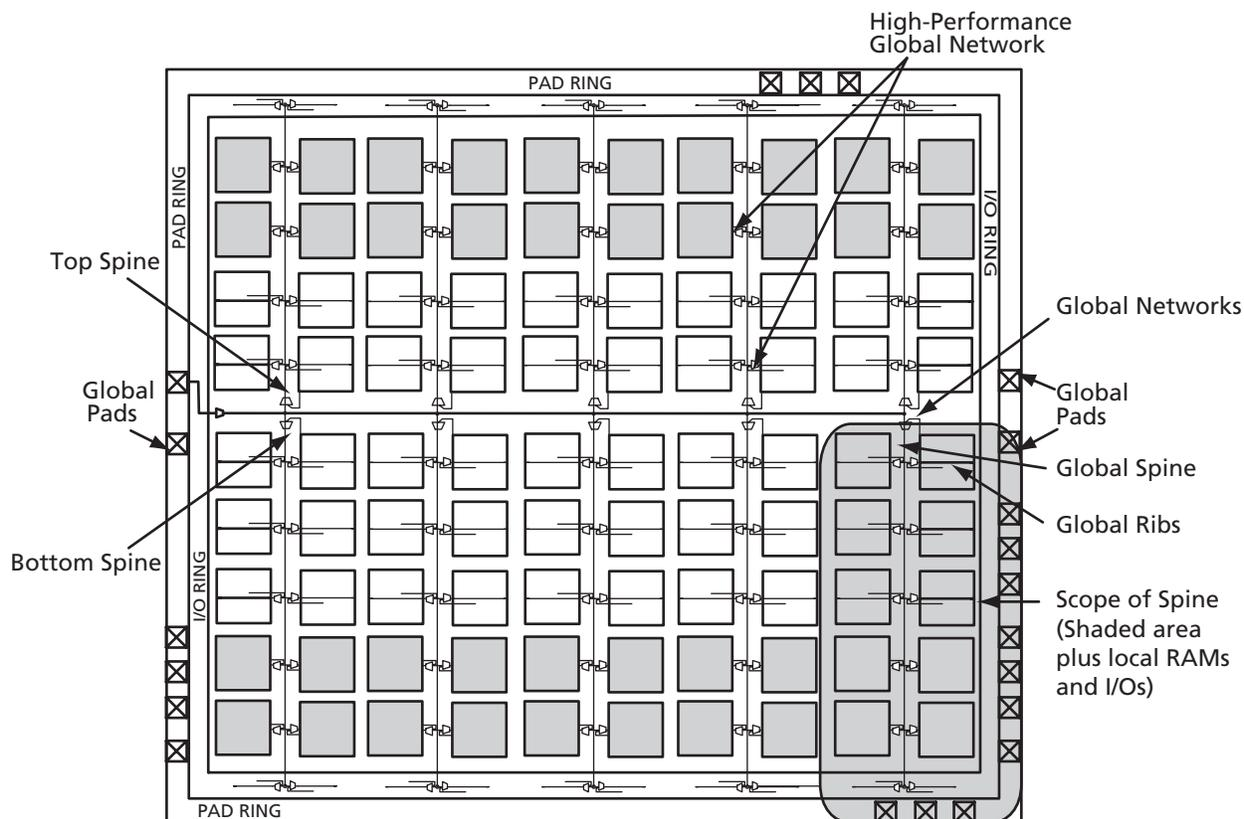 High-Performance
Global Network
PAD RING
PAD RING
I/O RING
Top Spine
Global Networks
Global
Pads
Global
Pads
Global Spine
Global Ribs
Bottom Spine
I/O RING
Scope of Spine
(Shaded area
plus local RAMs
and I/Os)
PAD RING